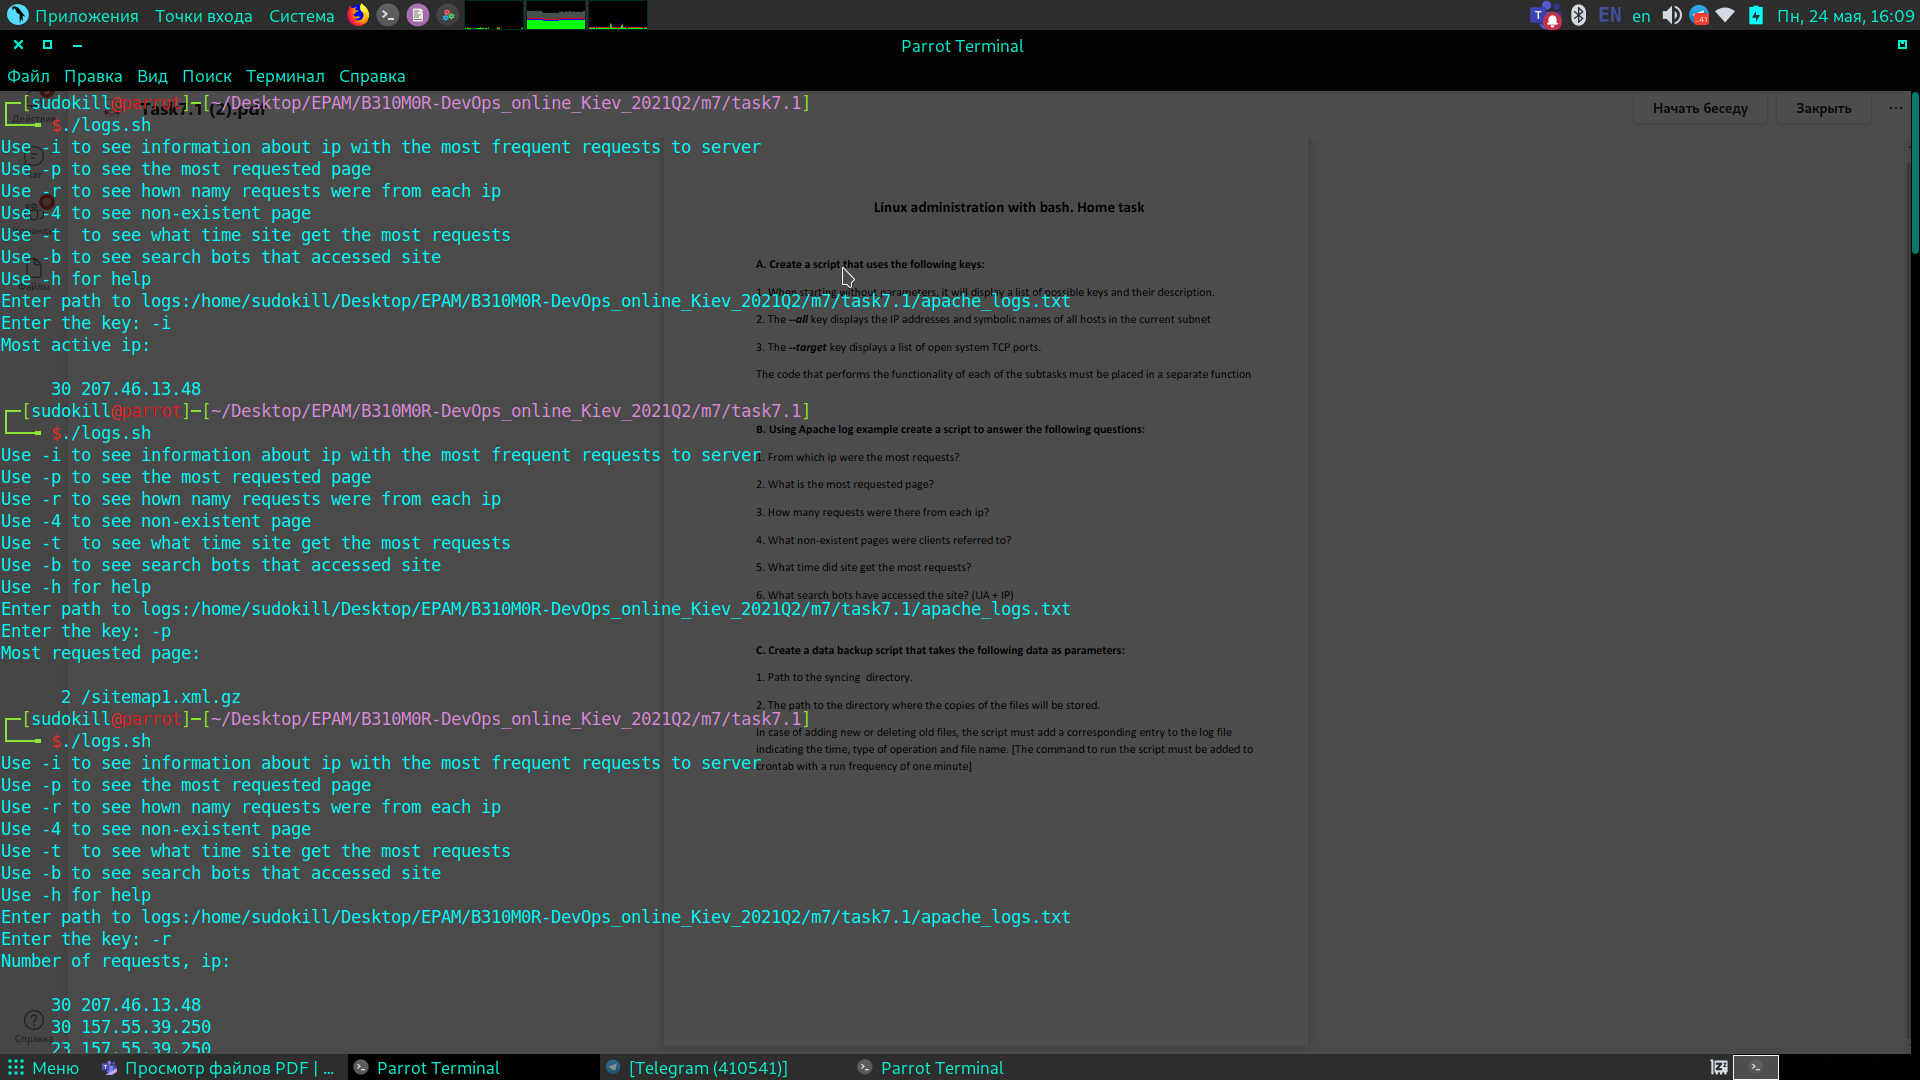 Приложения Точки входа Система EN en 41 Пн, 24 мая, 16:09
Parrot Terminal
Файл Правка Вид Поиск Терминал Справка
Task7.1 (2).pdf
Начать беседу Закрыть ...
┌─[sudokill@parrot]─[~/Desktop/EPAM/B310M0R-DevOps_online_Kiev_2021Q2/m7/task7.1]
└──╼ $./logs.sh
Use -i to see information about ip with the most frequent requests to server
Use -p to see the most requested page
Use -r to see hown namy requests were from each ip
Use -4 to see non-existent page
Use -t  to see what time site get the most requests
Use -b to see search bots that accessed site
Use -h for help
Enter path to logs:/home/sudokill/Desktop/EPAM/B310M0R-DevOps_online_Kiev_2021Q2/m7/task7.1/apache_logs.txt
Enter the key: -i
Most active ip:
30 207.46.13.48
┌─[sudokill@parrot]─[~/Desktop/EPAM/B310M0R-DevOps_online_Kiev_2021Q2/m7/task7.1]
└──╼ $./logs.sh
Use -i to see information about ip with the most frequent requests to server
Use -p to see the most requested page
Use -r to see hown namy requests were from each ip
Use -4 to see non-existent page
Use -t  to see what time site get the most requests
Use -b to see search bots that accessed site
Use -h for help
Enter path to logs:/home/sudokill/Desktop/EPAM/B310M0R-DevOps_online_Kiev_2021Q2/m7/task7.1/apache_logs.txt
Enter the key: -p
Most requested page:
2 /sitemap1.xml.gz
┌─[sudokill@parrot]─[~/Desktop/EPAM/B310M0R-DevOps_online_Kiev_2021Q2/m7/task7.1]
└──╼ $./logs.sh
Use -i to see information about ip with the most frequent requests to server
Use -p to see the most requested page
Use -r to see hown namy requests were from each ip
Use -4 to see non-existent page
Use -t  to see what time site get the most requests
Use -b to see search bots that accessed site
Use -h for help
Enter path to logs:/home/sudokill/Desktop/EPAM/B310M0R-DevOps_online_Kiev_2021Q2/m7/task7.1/apache_logs.txt
Enter the key: -r
Number of requests, ip:
30 207.46.13.48
30 157.55.39.250
23 157.55.39.250
Справка
Linux administration with bash. Home task
A. Create a script that uses the following keys:
1. When starting without parameters, it will display a list of possible keys and their description.
2. The --all key displays the IP addresses and symbolic names of all hosts in the current subnet
3. The --target key displays a list of open system TCP ports.
The code that performs the functionality of each of the subtasks must be placed in a separate function
B. Using Apache log example create a script to answer the following questions:
1. From which ip were the most requests?
2. What is the most requested page?
3. How many requests were there from each ip?
4. What non-existent pages were clients referred to?
5. What time did site get the most requests?
6. What search bots have accessed the site? (UA + IP)
C. Create a data backup script that takes the following data as parameters:
1. Path to the syncing  directory.
2. The path to the directory where the copies of the files will be stored.
In case of adding new or deleting old files, the script must add a corresponding entry to the log file
indicating the time, type of operation and file name. [The command to run the script must be added to
crontab with a run frequency of one minute]
Меню Просмотр файлов PDF | ... Parrot Terminal [Telegram (410541)] Parrot Terminal